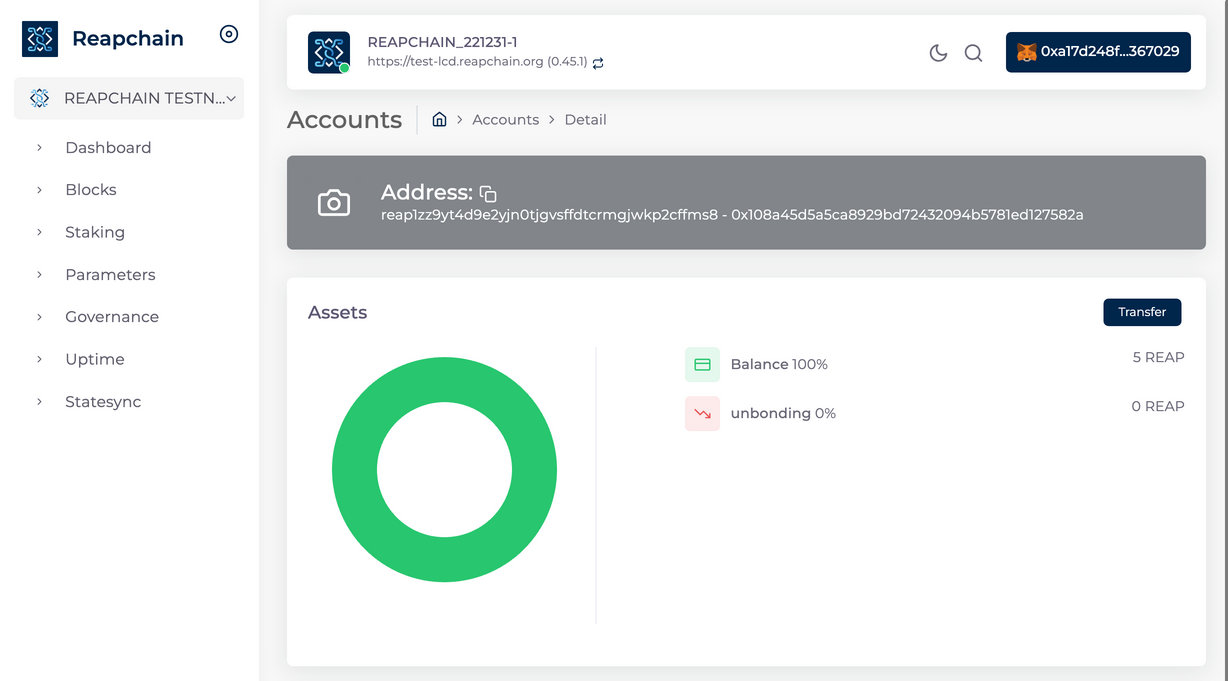 Reapchain
REAPCHAIN TESTN...
Dashboard
Blocks
Staking
Parameters
Governance
Uptime
Statesync
REAPCHAIN_221231-1
https://test-lcd.reapchain.org (0.45.1)
0xa17d248f...367029
Accounts
Accounts
Detail
Address:
reap1zz9yt4d9e2yjn0tjgvsffdtcrmgjwkp2cffms8 - 0x108a45d5a5ca8929bd72432094b5781ed127582a
Assets
Transfer
Balance 100%
5 REAP
unbonding 0%
0 REAP